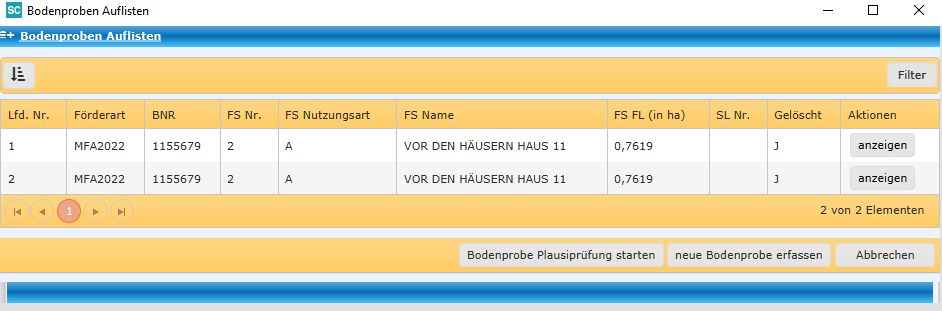 SC Bodenproben Auflisten
Bodenproben Auflisten
Filter
Lfd. Nr. Förderart BNR FS Nr. FS Nutzungsart FS Name FS FL (in ha) SL Nr. Gelöscht Aktionen
1 MFA2022 1155679 2 A VOR DEN HÄUSERN HAUS 11 0,7619 J anzeigen
2 MFA2022 1155679 2 A VOR DEN HÄUSERN HAUS 11 0,7619 J anzeigen
1 2 von 2 Elementen
Bodenprobe Plausiprüfung starten neue Bodenprobe erfassen Abbrechen